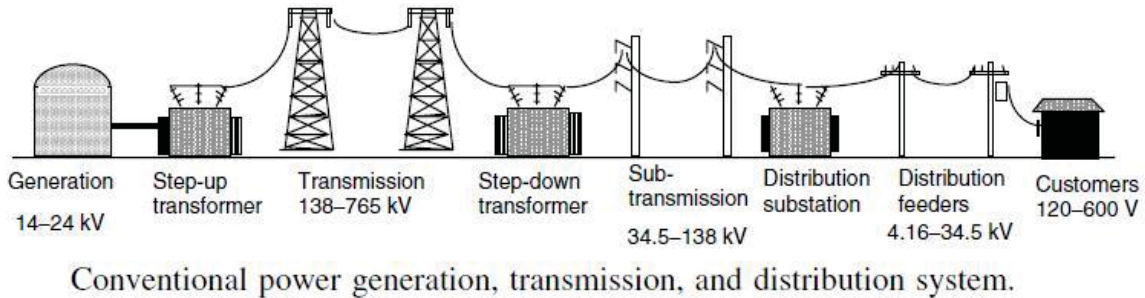 Generation
14–24 kV
Step-up
transformer
Transmission
138–765 kV
Step-down
transformer
Sub-
transmission
34.5–138 kV
Distribution
substation
Distribution
feeders
4.16–34.5 kV
Customers
120–600 V
Conventional power generation, transmission, and distribution system.